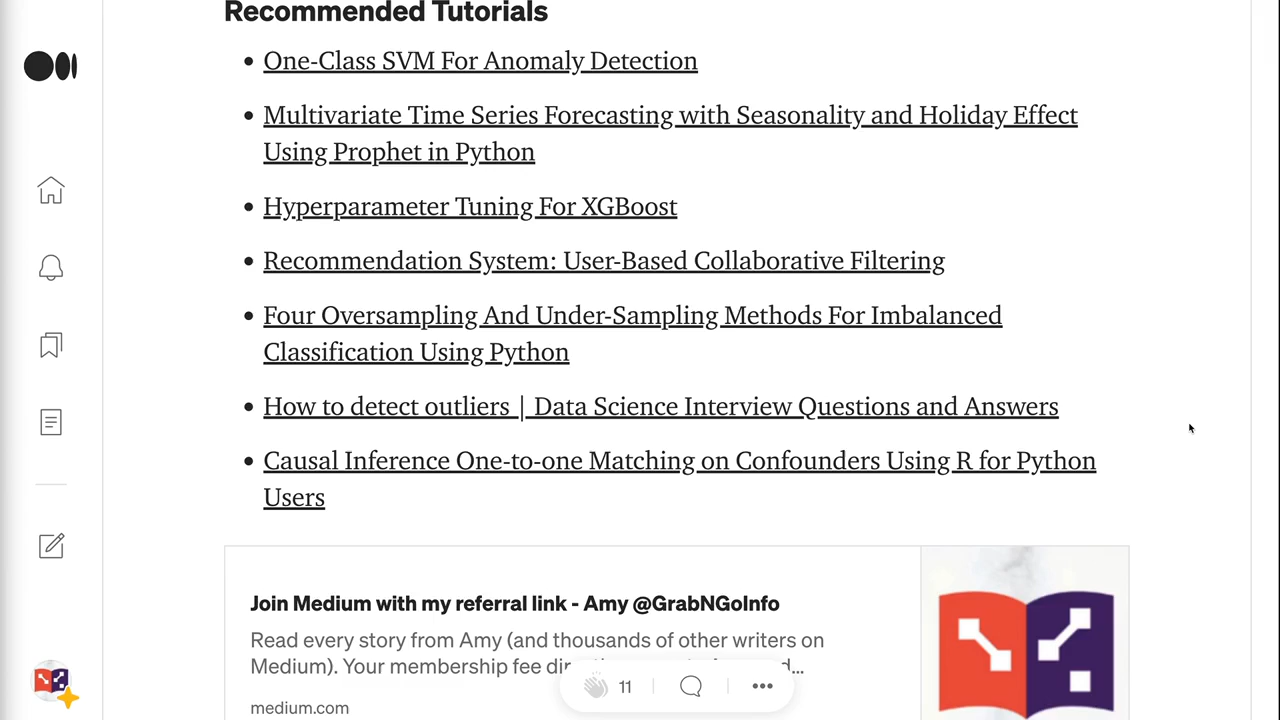 Recommended Tutorials
One-Class SVM For Anomaly Detection
Multivariate Time Series Forecasting with Seasonality and Holiday Effect
Using Prophet in Python
Hyperparameter Tuning For XGBoost
Recommendation System: User-Based Collaborative Filtering
Four Oversampling And Under-Sampling Methods For Imbalanced
Classification Using Python
How to detect outliers | Data Science Interview Questions and Answers
Causal Inference One-to-one Matching on Confounders Using R for Python
Users
Join Medium with my referral link - Amy @GrabNGoInfo
Read every story from Amy (and thousands of other writers on
Medium). Your membership fee
11
medium.com